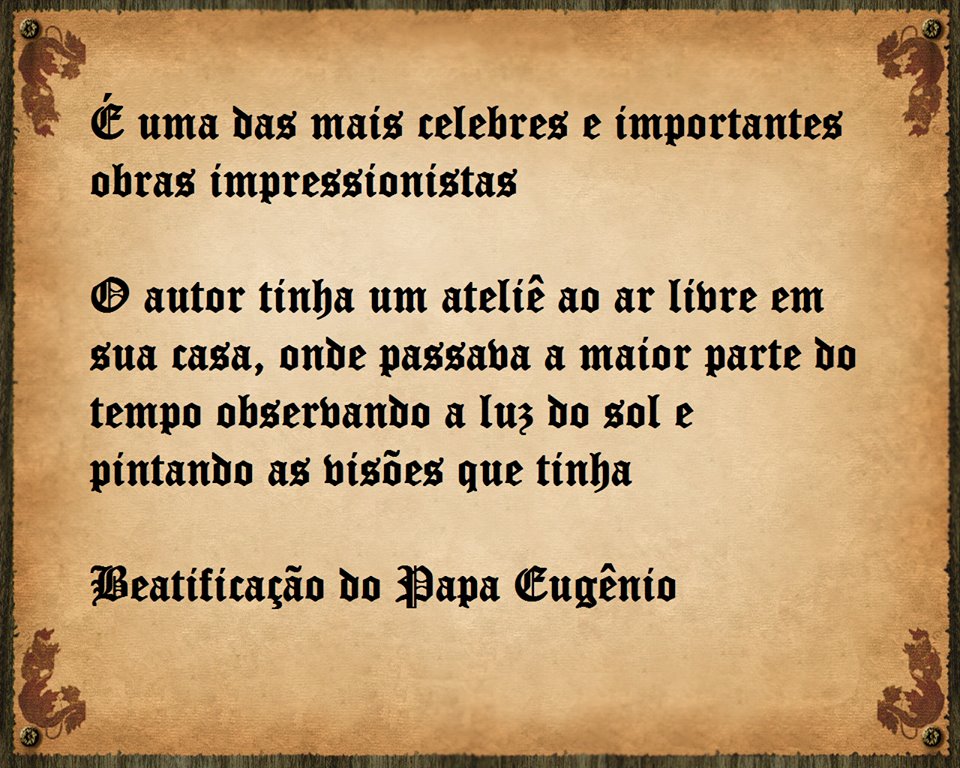 É uma das mais celebres e importantes
obras impressionistas
O autor tinha um ateliê ao ar livre em
sua casa, onde passava a maior parte do
tempo observando a luz do sol e
pintando as visões que tinha
Beatificação do Papa Eugênio